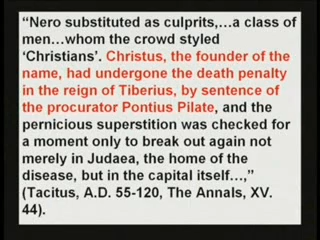 “Nero substituted as culprits,…a class of
men…whom the crowd styled
‘Christians’. Christus, the founder of the
name, had undergone the death penalty
in the reign of Tiberius, by sentence of
the procurator Pontius Pilate, and the
pernicious superstition was checked for
a moment only to break out again not
merely in Judaea, the home of the
disease, but in the capital itself…,”
(Tacitus, A.D. 55-120, The Annals, XV.
44).